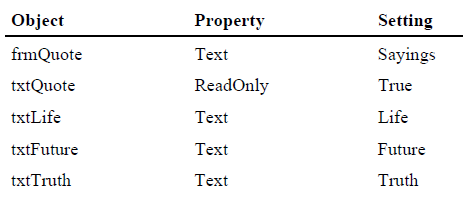 Object Property Setting
frmQuote Text Sayings
txtQuote ReadOnly True
txtLife Text Life
txtFuture Text Future
txtTruth Text Truth